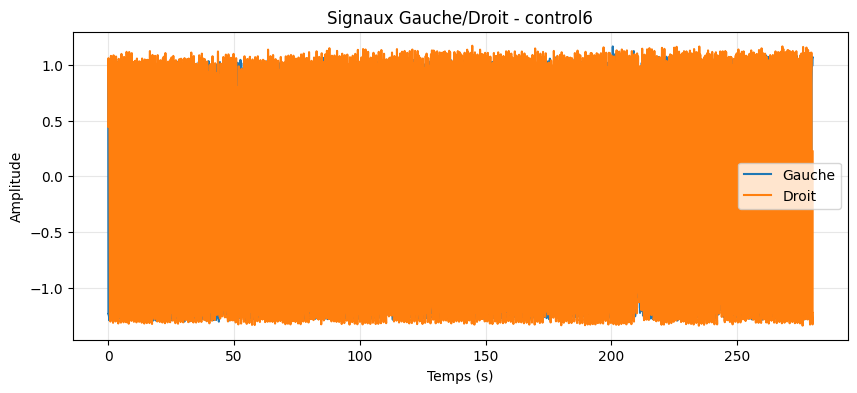 Signaux Gauche/Droit - control6
1.0
0.5
0.0
−0.5
−1.0
Amplitude
Gauche
Droit
0
50
100
150
200
250
Temps (s)